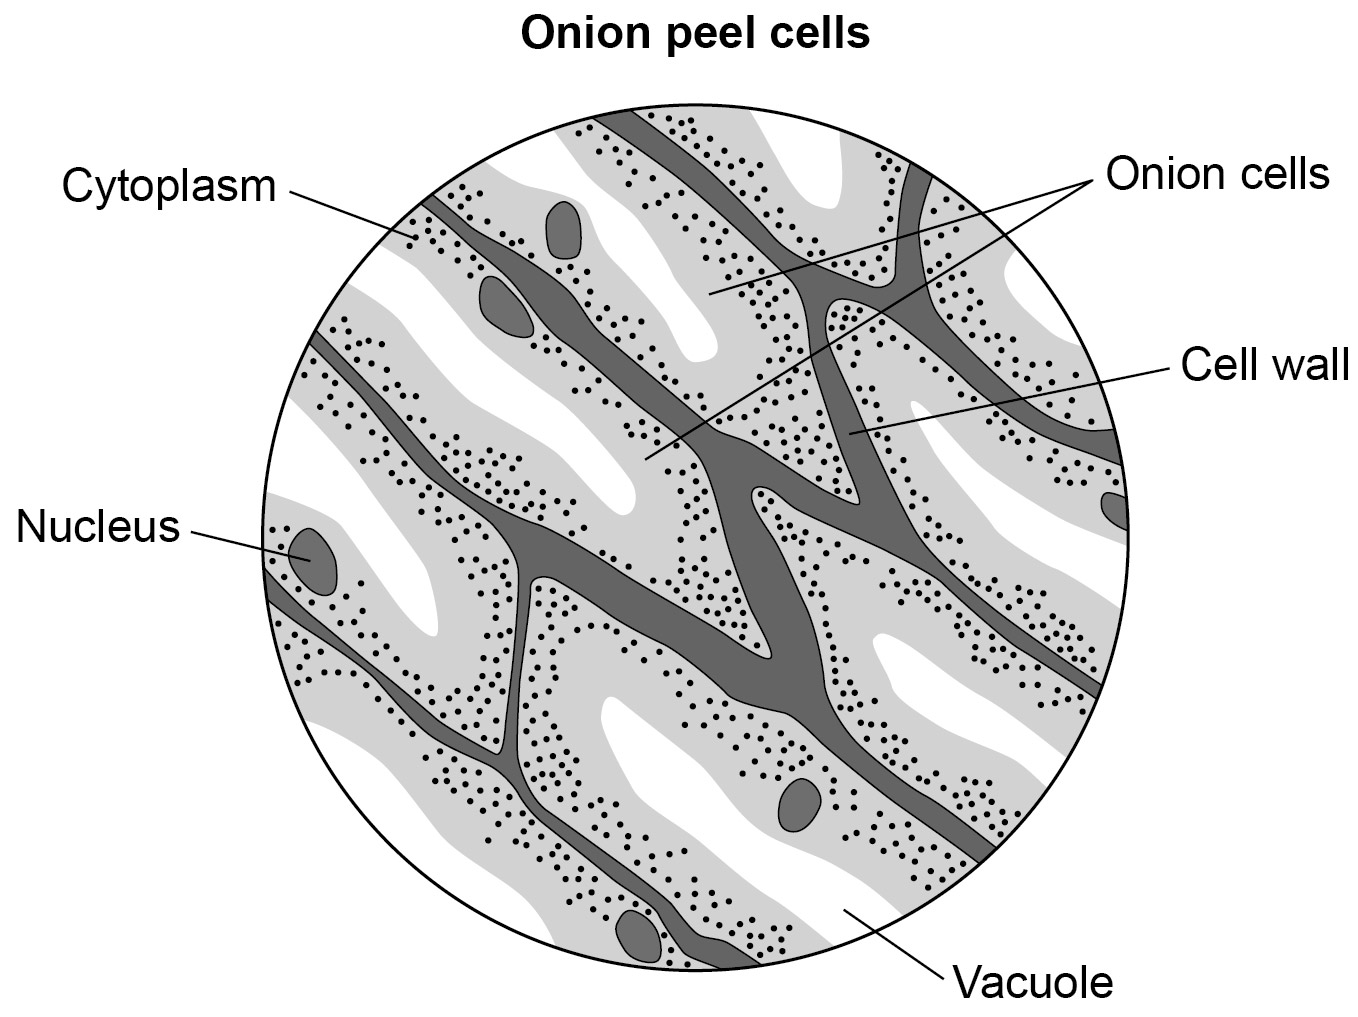 Onion peel cells
Cytoplasm
Onion cells
Cell wall
Nucleus
Vacuole